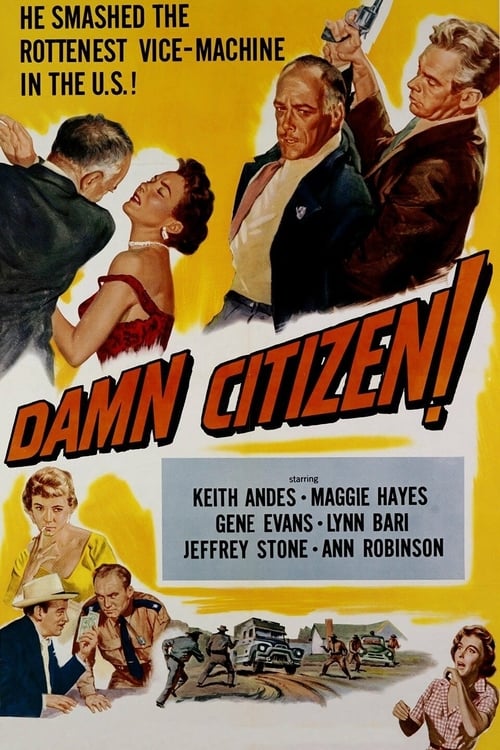 HE SMASHED THE
ROTTENEST VICE-MACHINE
IN THE U.S.!
DAMN CITIZEN!
starring
KEITH ANDES • MAGGIE HAYES
GENE EVANS • LYNN BARI
JEFFREY STONE • ANN ROBINSON